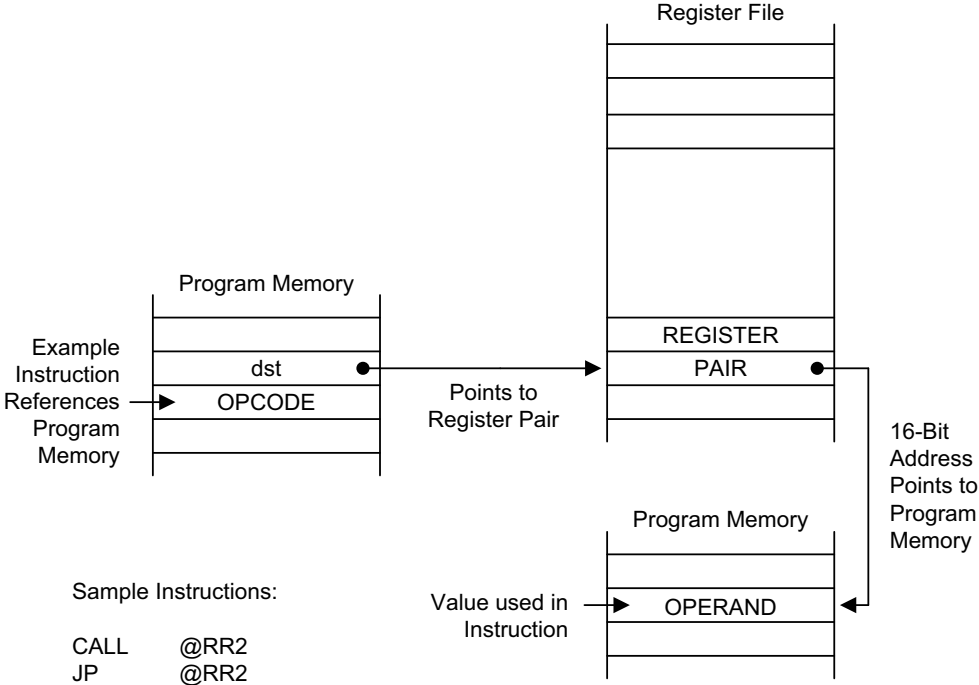 Register File
Program Memory
REGISTER
Example
Instruction
References
Program
Memory
dst
PAIR
OPCODE
Points to
Register Pair
16-Bit
Address
Points to
Program
Memory
Program Memory
Sample Instructions:
Value used in
Instruction
OPERAND
CALL @RR2
JP @RR2